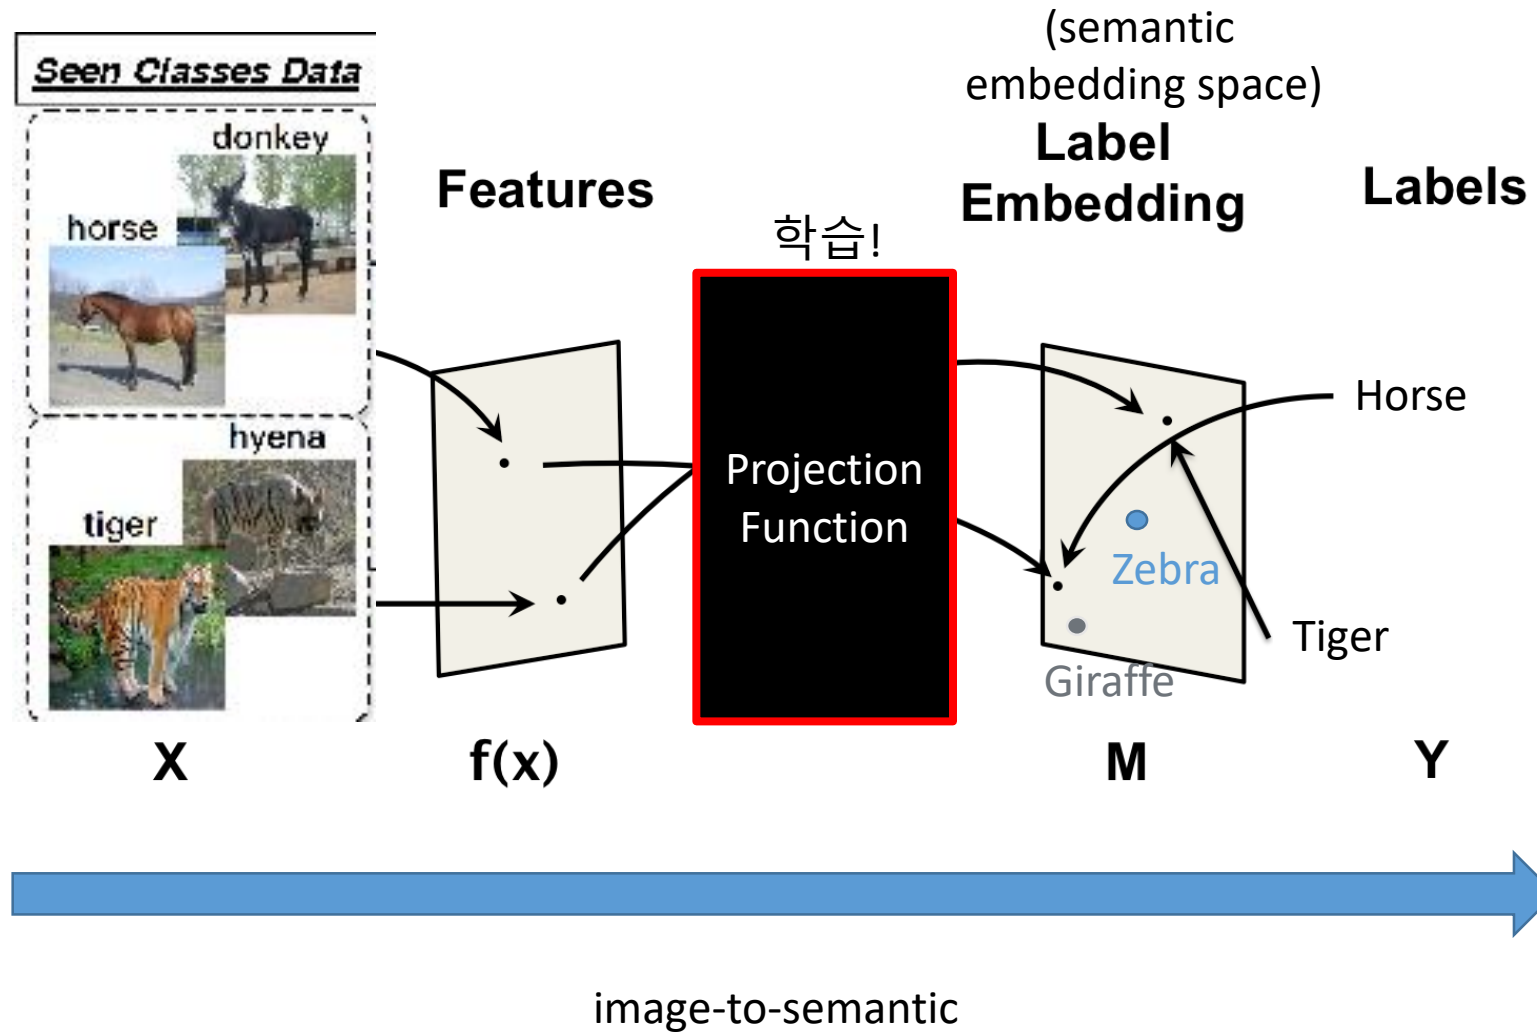 (semantic
embedding space)
Seen Classes Data
donkey
horse
hyena
tiger
Features
학습!
Label
Embedding
Labels
Projection
Function
Horse
Zebra
Tiger
Giraffe
X
f(x)
M
Y
image-to-semantic